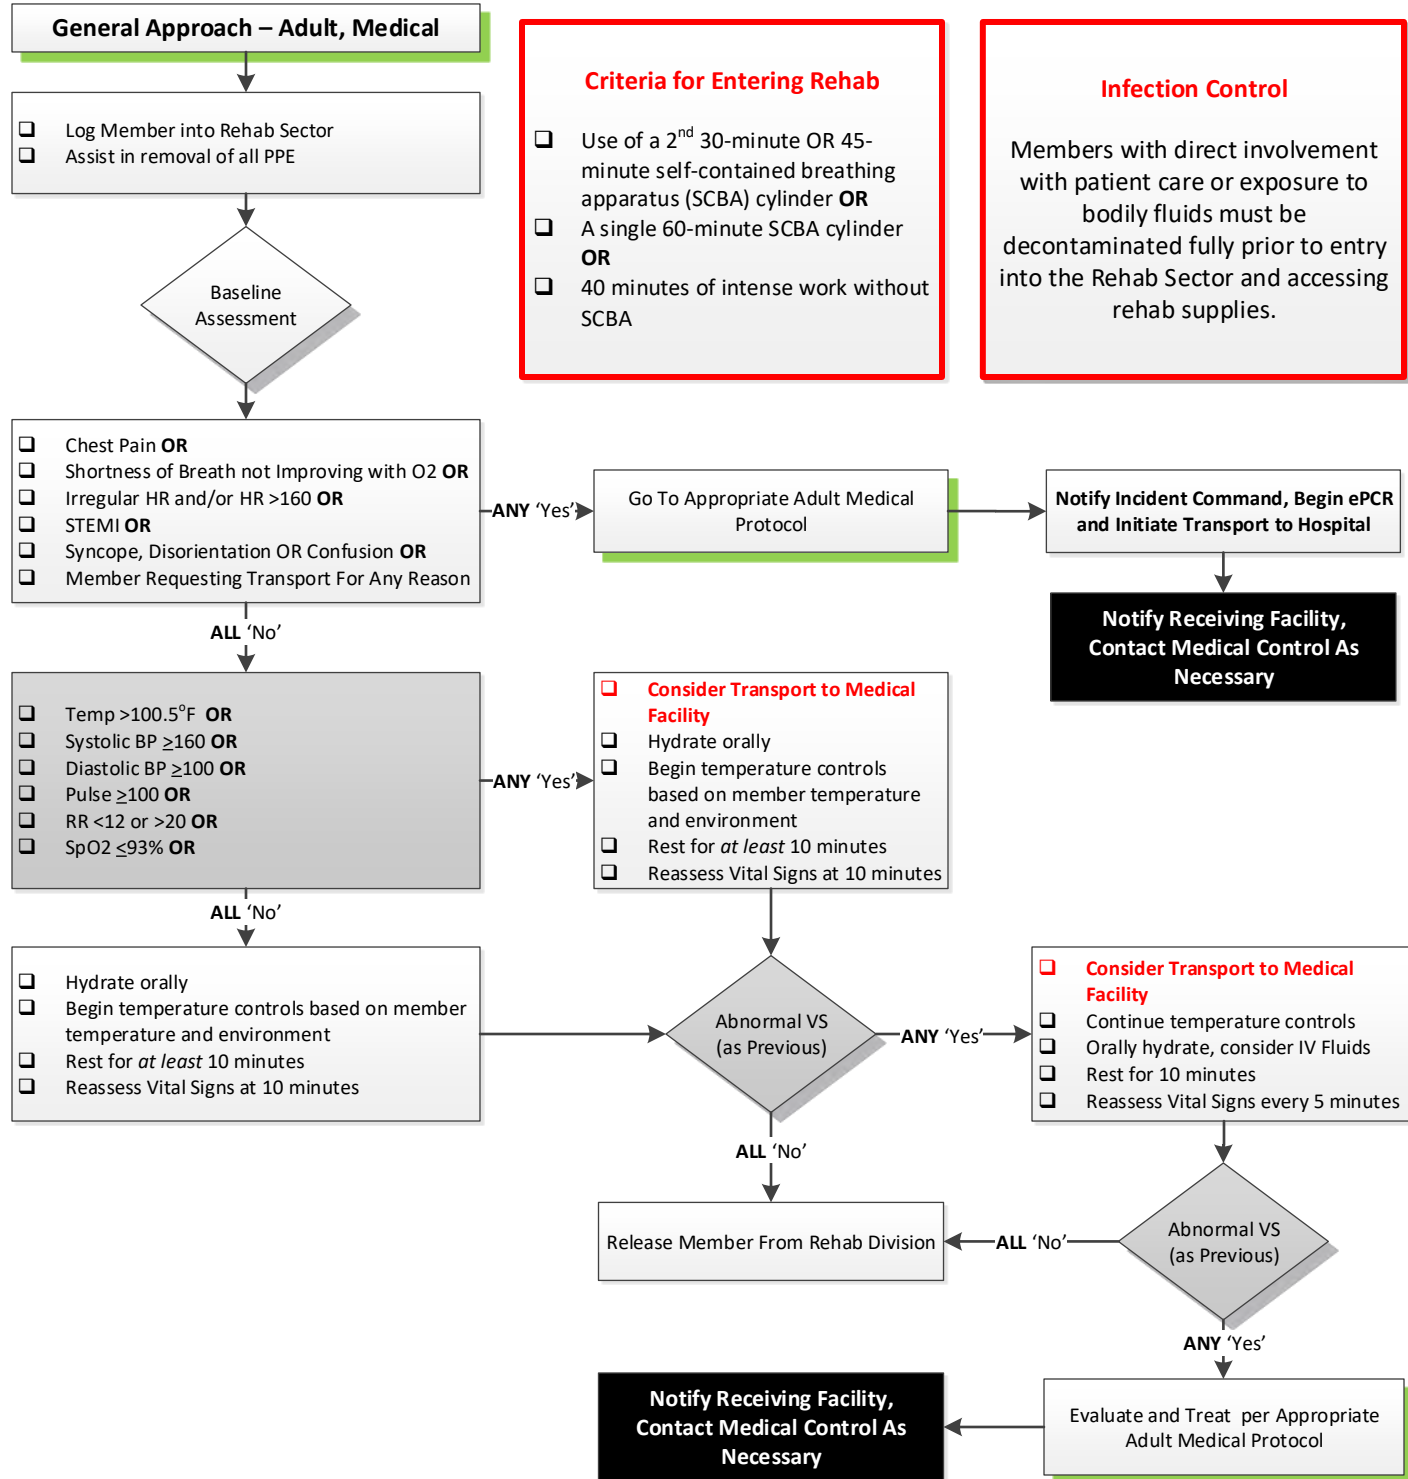 General Approach – Adult, Medical
❑ Log Member into Rehab Sector
❑ Assist in removal of all PPE
Baseline
Assessment
Criteria for Entering Rehab
❑ Use of a 2nd 30-minute OR 45-
minute self-contained breathing
apparatus (SCBA) cylinder OR
❑ A single 60-minute SCBA cylinder
OR
❑ 40 minutes of intense work without
SCBA
Infection Control
Members with direct involvement
with patient care or exposure to
bodily fluids must be
decontaminated fully prior to entry
into the Rehab Sector and accessing
rehab supplies.
❑ Chest Pain OR
❑ Shortness of Breath not Improving with O2 OR
❑ Irregular HR and/or HR >160 OR
❑ STEMI OR
❑ Syncope, Disorientation OR Confusion OR
❑ Member Requesting Transport For Any Reason
ANY ‘Yes’
Go To Appropriate Adult Medical
Protocol
Notify Incident Command, Begin ePCR
and Initiate Transport to Hospital
Notify Receiving Facility,
Contact Medical Control As
Necessary
ALL ‘No’
❑ Temp >100.5°F OR
❑ Systolic BP ≥160 OR
❑ Diastolic BP ≥100 OR
❑ Pulse ≥100 OR
❑ RR <12 or >20 OR
❑ SpO2 ≤93% OR
ANY ‘Yes’
❑ Consider Transport to Medical
Facility
❑ Hydrate orally
❑ Begin temperature controls
based on member temperature
and environment
❑ Rest for at least 10 minutes
❑ Reassess Vital Signs at 10 minutes
ALL ‘No’
❑ Hydrate orally
❑ Begin temperature controls based on member
temperature and environment
❑ Rest for at least 10 minutes
❑ Reassess Vital Signs at 10 minutes
Abnormal VS
(as Previous)
ANY ‘Yes’
❑ Consider Transport to Medical
Facility
❑ Continue temperature controls
❑ Orally hydrate, consider IV Fluids
❑ Rest for 10 minutes
❑ Reassess Vital Signs every 5 minutes
ALL ‘No’
Release Member From Rehab Division
ALL ‘No’
Abnormal VS
(as Previous)
ANY ‘Yes’
Evaluate and Treat per Appropriate
Adult Medical Protocol
Notify Receiving Facility,
Contact Medical Control As
Necessary